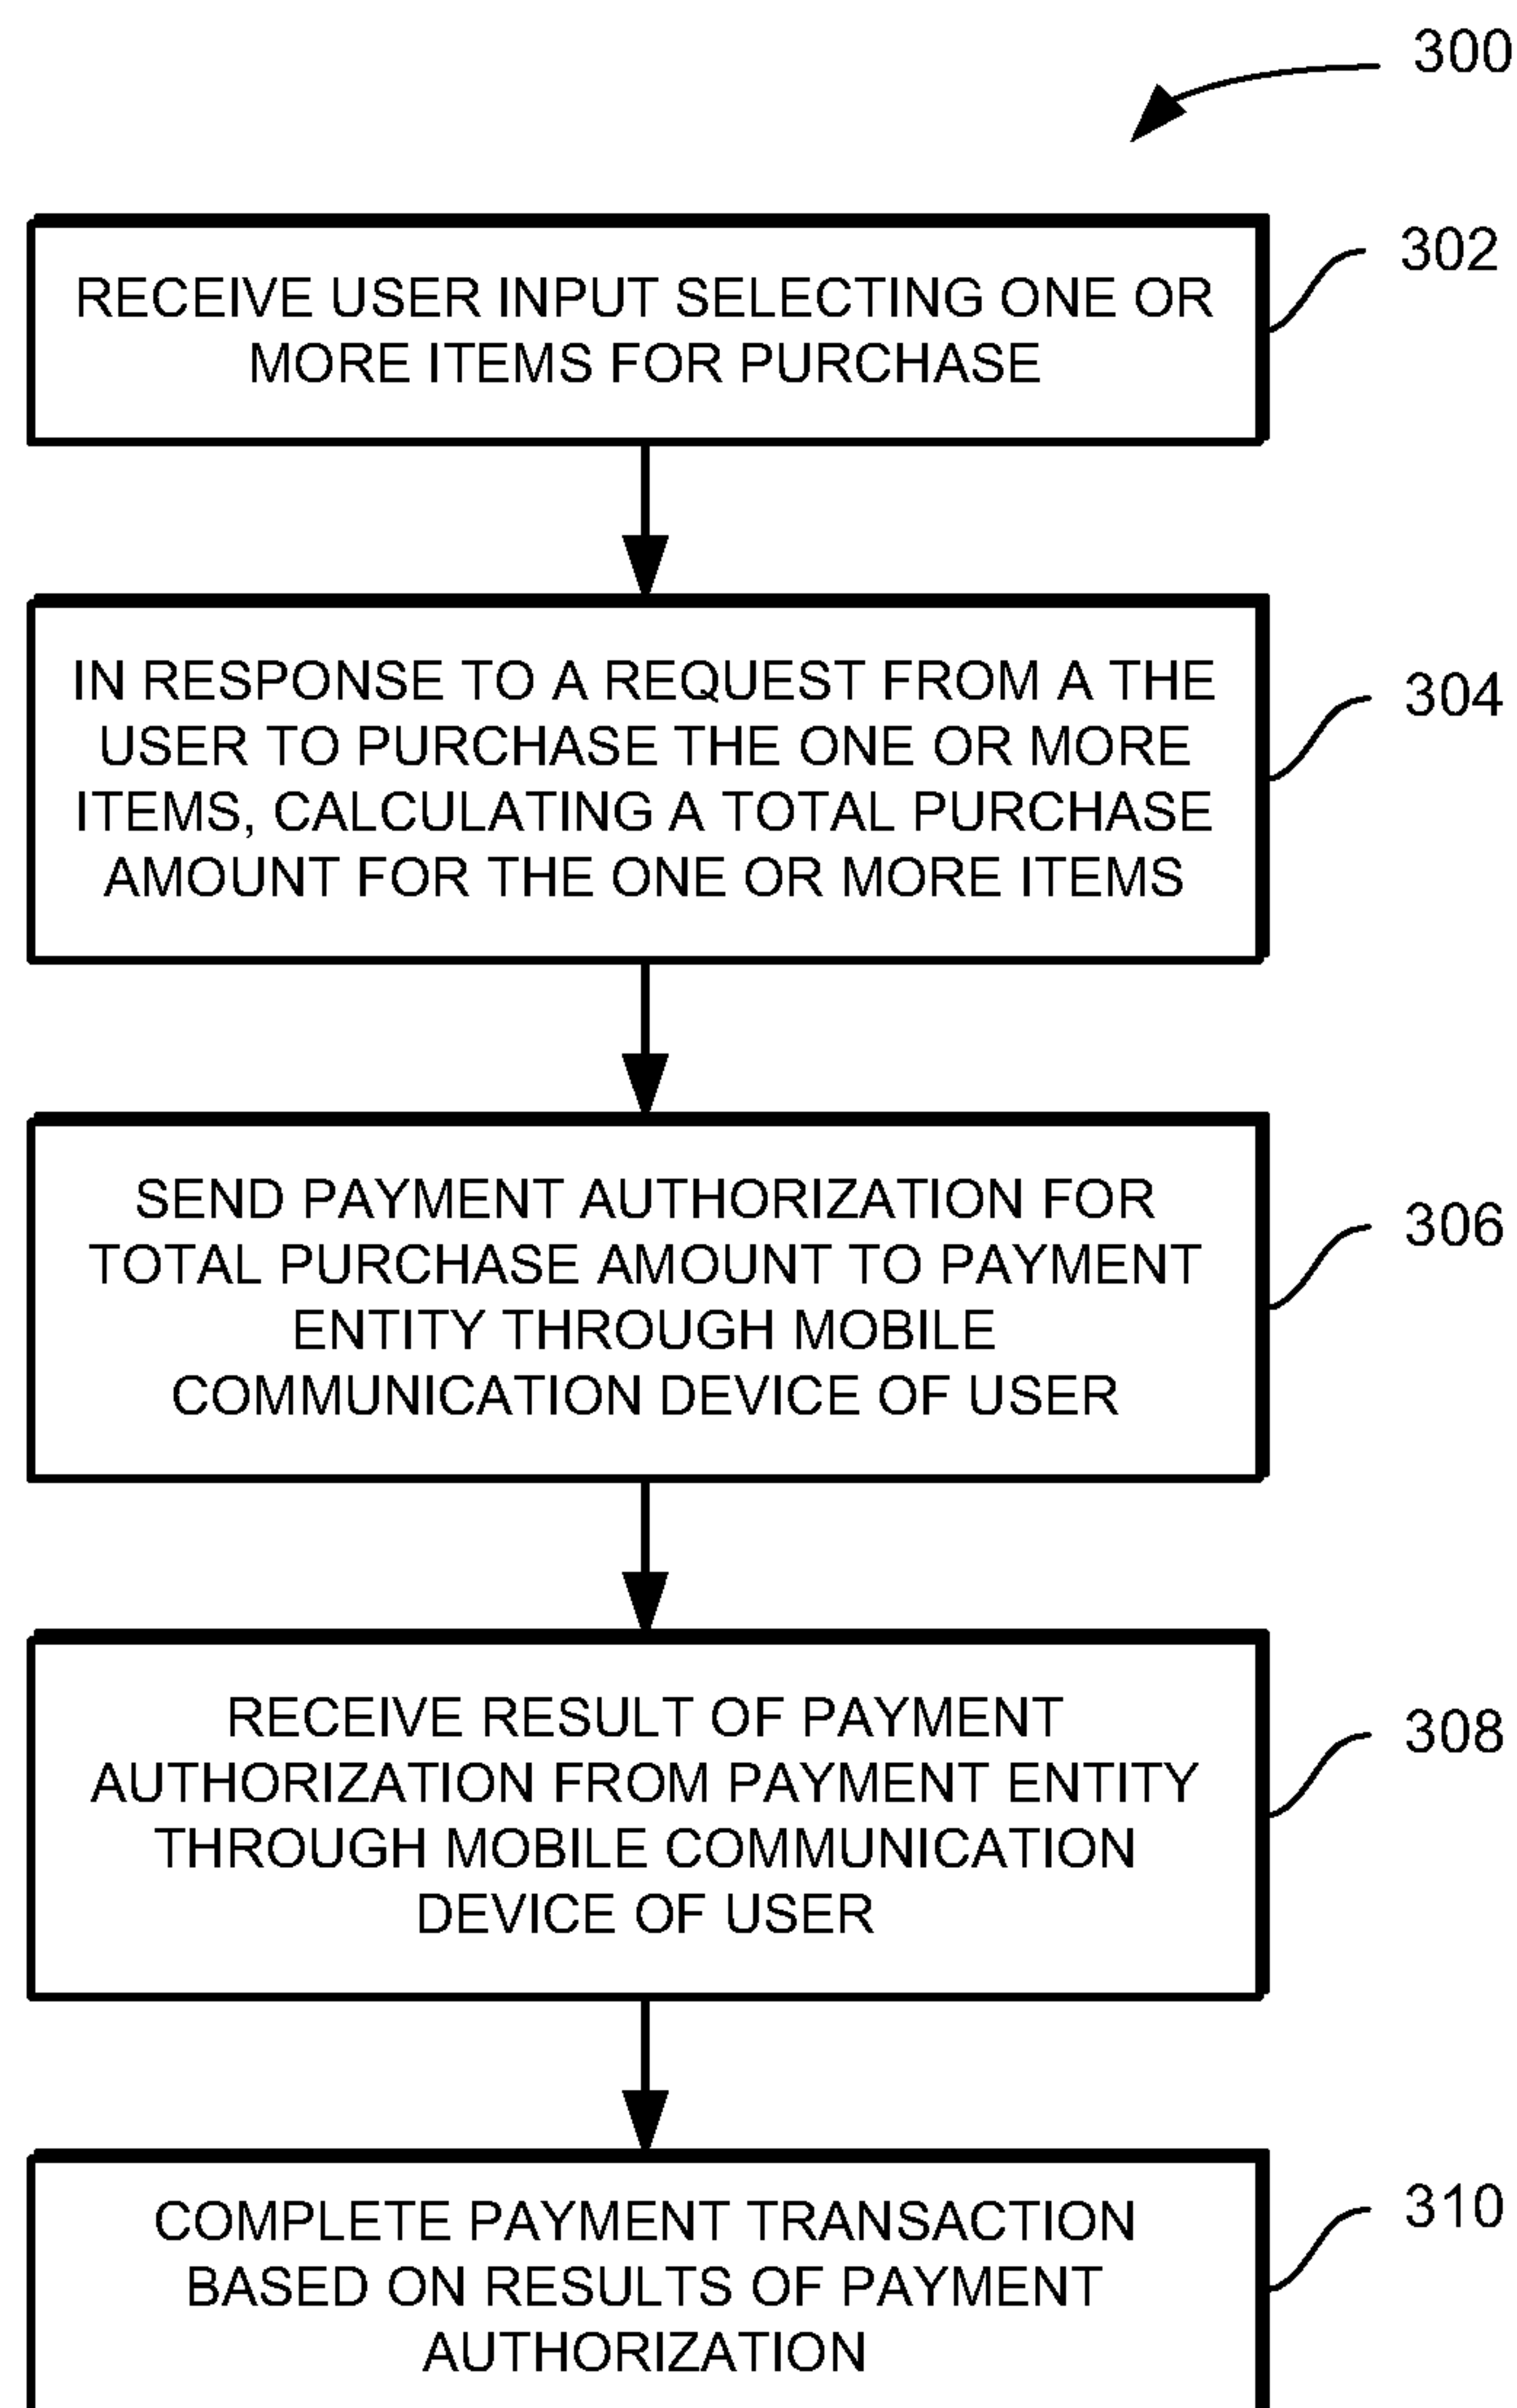 300
302
RECEIVE USER INPUT SELECTING ONE OR
MORE ITEMS FOR PURCHASE
304
IN RESPONSE TO A REQUEST FROM A THE
USER TO PURCHASE THE ONE OR MORE
ITEMS, CALCULATING A TOTAL PURCHASE
AMOUNT FOR THE ONE OR MORE ITEMS
306
SEND PAYMENT AUTHORIZATION FOR
TOTAL PURCHASE AMOUNT TO PAYMENT
ENTITY THROUGH MOBILE
COMMUNICATION DEVICE OF USER
308
RECEIVE RESULT OF PAYMENT
AUTHORIZATION FROM PAYMENT ENTITY
THROUGH MOBILE COMMUNICATION
DEVICE OF USER
310
COMPLETE PAYMENT TRANSACTION
BASED ON RESULTS OF PAYMENT
AUTHORIZATION